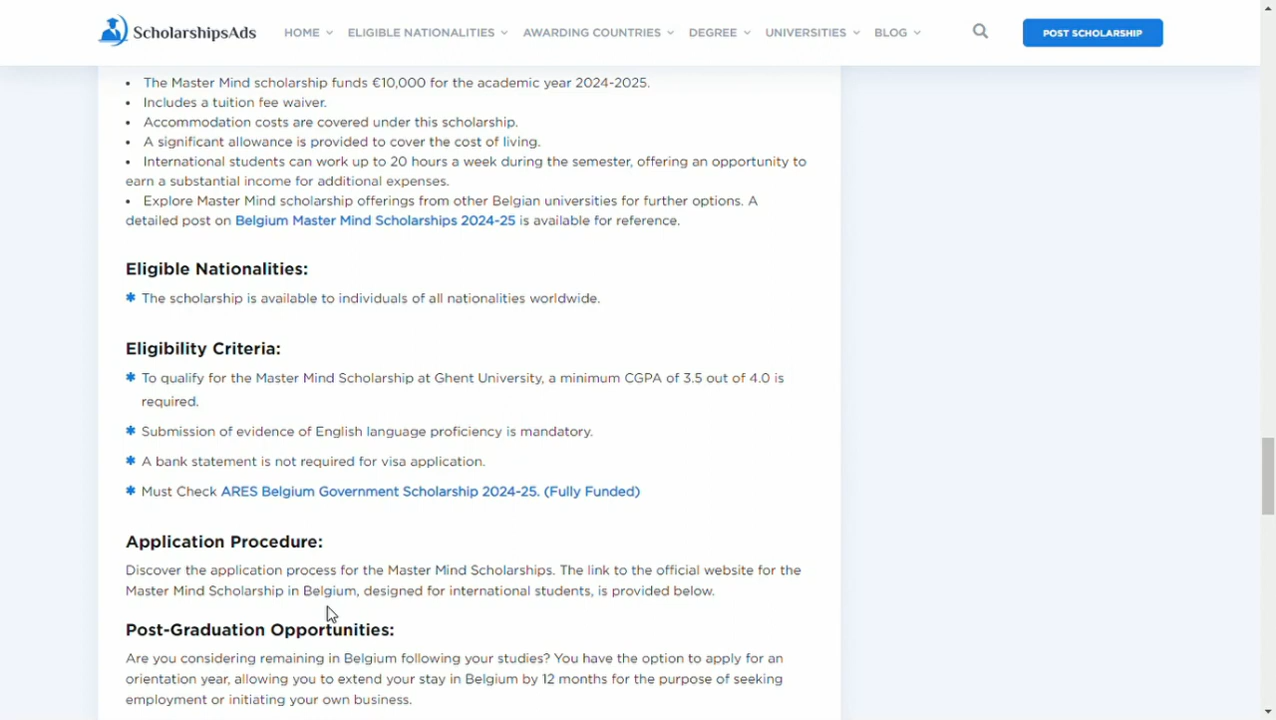 ScholarshipsAds
HOME ELIGIBLE NATIONALITIES AWARDING COUNTRIES DEGREE UNIVERSITIES BLOG POST SCHOLARSHIP
• The Master Mind scholarship funds €10,000 for the academic year 2024-2025.
• Includes a tuition fee waiver.
• Accommodation costs are covered under this scholarship.
• A significant allowance is provided to cover the cost of living.
• International students can work up to 20 hours a week during the semester, offering an opportunity to
earn a substantial income for additional expenses.
• Explore Master Mind scholarship offerings from other Belgian universities for further options. A
detailed post on Belgium Master Mind Scholarships 2024-25 is available for reference.
Eligible Nationalities:
✱ The scholarship is available to individuals of all nationalities worldwide.
Eligibility Criteria:
✱ To qualify for the Master Mind Scholarship at Ghent University, a minimum CGPA of 3.5 out of 4.0 is
required.
✱ Submission of evidence of English language proficiency is mandatory.
✱ A bank statement is not required for visa application.
✱ Must Check ARES Belgium Government Scholarship 2024-25. (Fully Funded)
Application Procedure:
Discover the application process for the Master Mind Scholarships. The link to the official website for the
Master Mind Scholarship in Belgium, designed for international students, is provided below.
Post-Graduation Opportunities:
Are you considering remaining in Belgium following your studies? You have the option to apply for an
orientation year, allowing you to extend your stay in Belgium by 12 months for the purpose of seeking
employment or initiating your own business.